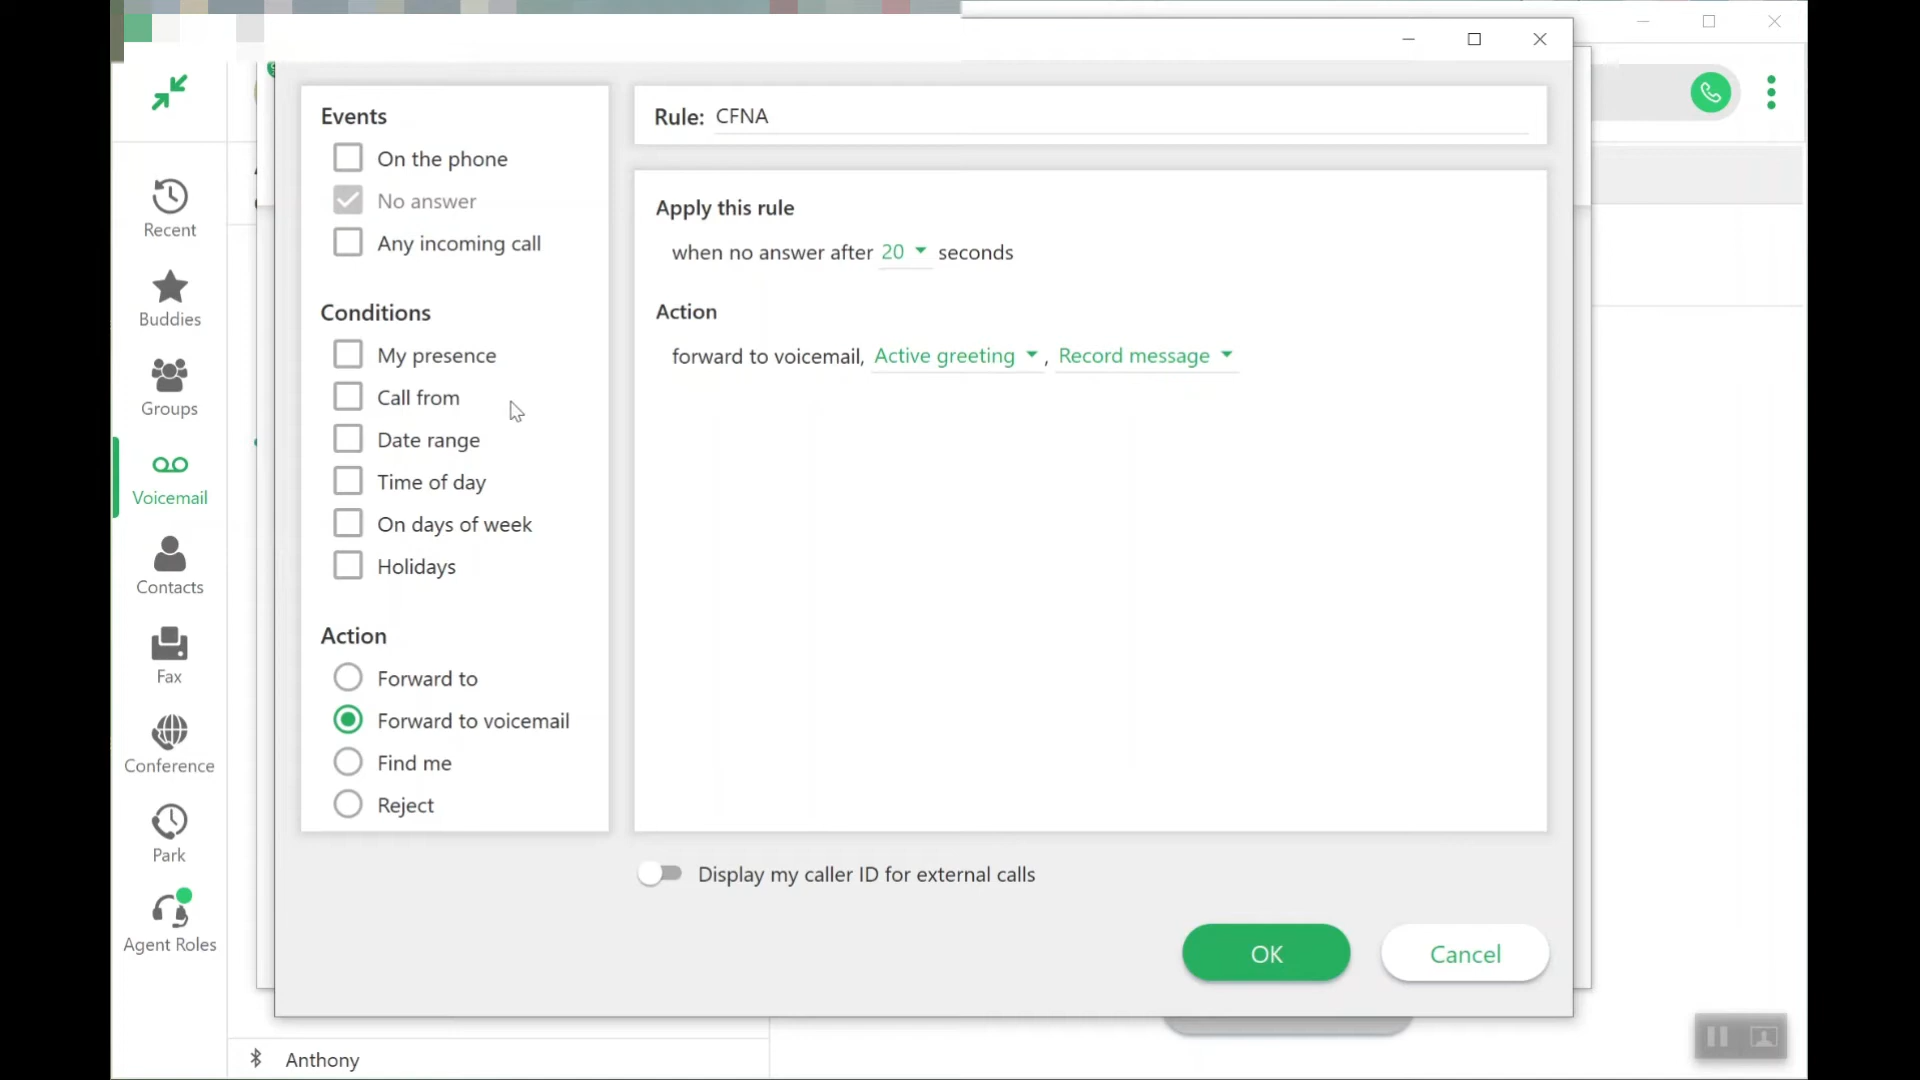 Recent
Buddies
Groups
Voicemail
Contacts
Fax
Conference
Park
Agent Roles
Events
On the phone
No answer
Any incoming call
Conditions
My presence
Call from
Date range
Time of day
On days of week
Holidays
Action
Forward to
Forward to voicemail
Find me
Reject
Rule: CFNA
Apply this rule
when no answer after 20 seconds
Action
forward to voicemail, Active greeting , Record message
Display my caller ID for external calls
OK
Cancel
Anthony